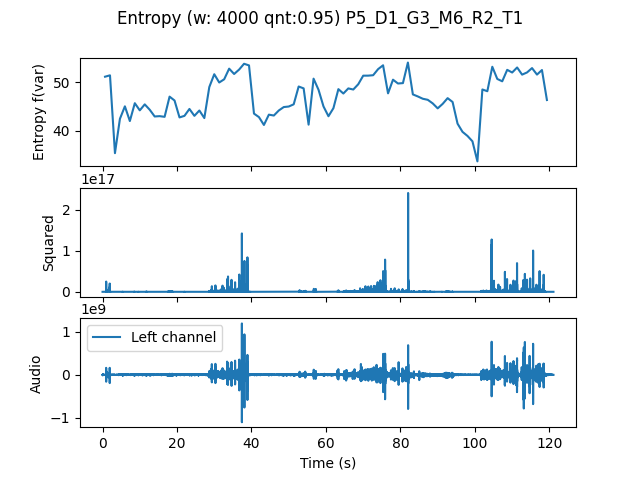 Entropy (w: 4000 qnt:0.95) P5_D1_G3_M6_R2_T1
Entropy f(var)
50
40
1e17
Squared
2
1
0
1e9
Audio
1
0
−1
Left channel
0 20 40 60 80 100 120
Time (s)